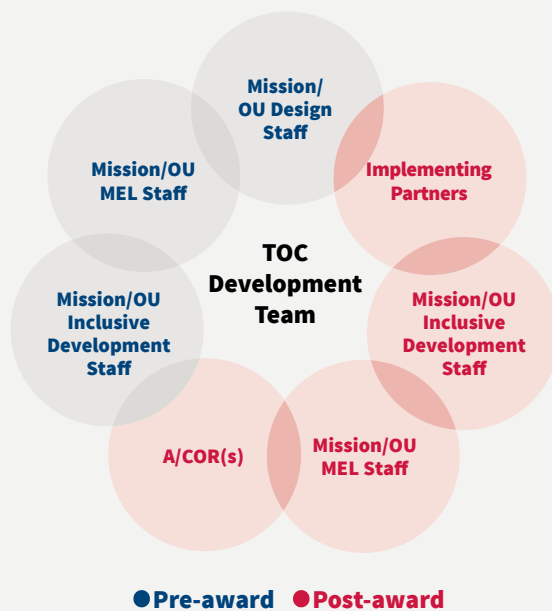 Mission/
OU Design
Staff
Mission/OU
MEL Staff
Implementing
Partners
TOC
Development
Team
Mission/OU
Inclusive
Development
Staff
Mission/OU
Inclusive
Development
Staff
A/COR(s)
Mission/OU
MEL Staff
Pre-award
Post-award